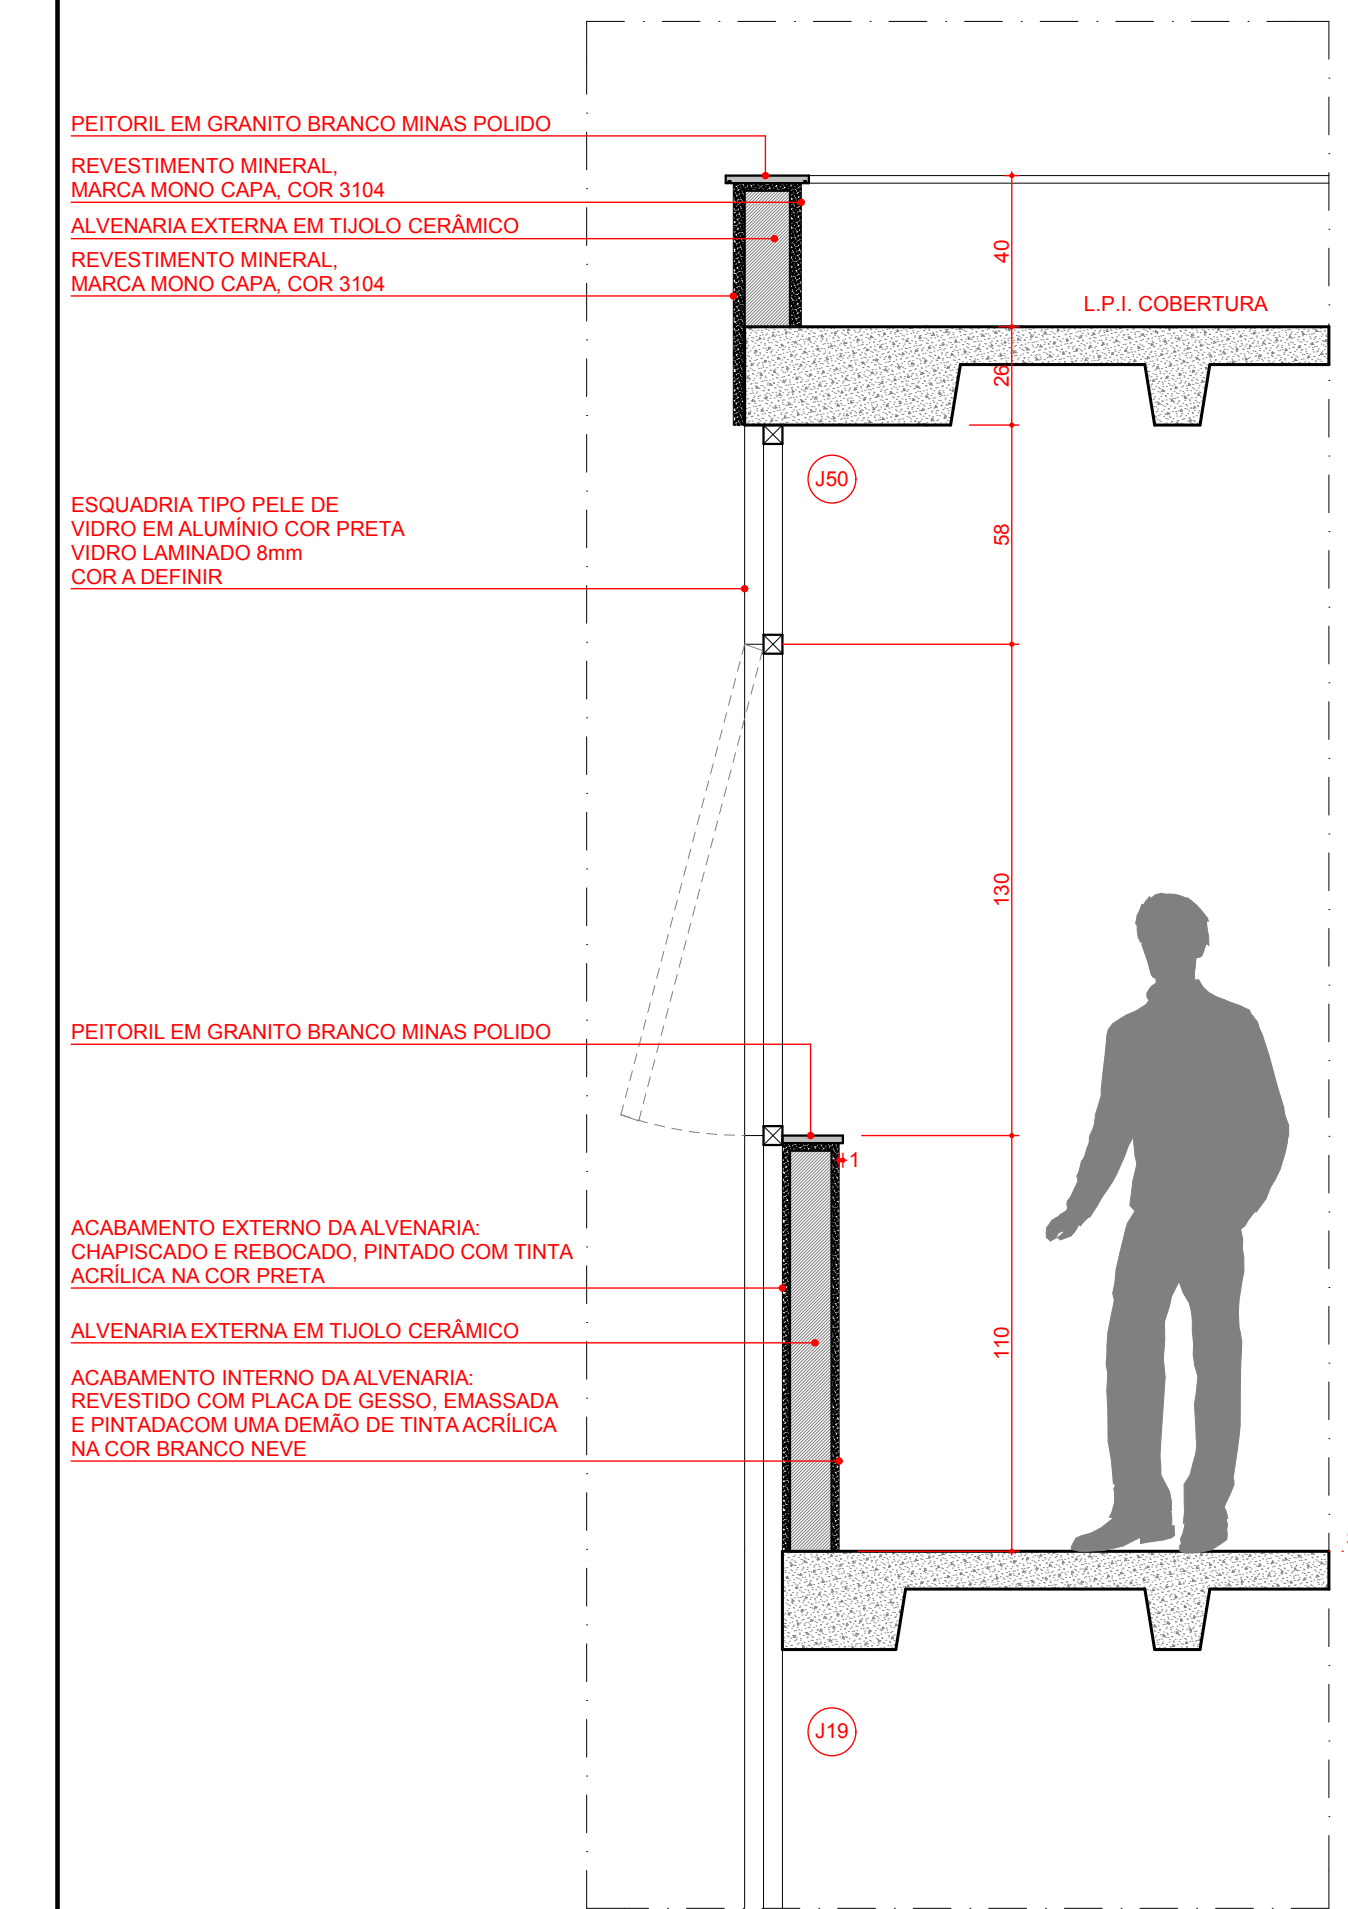 PEITORIL EM GRANITO BRANCO MINAS POLIDO
REVESTIMENTO MINERAL,
MARCA MONO CAPA, COR 3104
ALVENARIA EXTERNA EM TIJOLO CERÂMICO
REVESTIMENTO MINERAL,
MARCA MONO CAPA, COR 3104
40
L.P.I. COBERTURA
26
J50
ESQUADRIA TIPO PELE DE
VIDRO EM ALUMÍNIO COR PRETA
VIDRO LAMINADO 8mm
COR A DEFINIR
58
130
PEITORIL EM GRANITO BRANCO MINAS POLIDO
1
ACABAMENTO EXTERNO DA ALVENARIA:
CHAPISCADO E REBOCADO, PINTADO COM TINTA
ACRÍLICA NA COR PRETA
ALVENARIA EXTERNA EM TIJOLO CERÂMICO
110
ACABAMENTO INTERNO DA ALVENARIA:
REVESTIDO COM PLACA DE GESSO, EMASSADA
E PINTADACOM UMA DEMÃO DE TINTA ACRÍLICA
NA COR BRANCO NEVE
J19